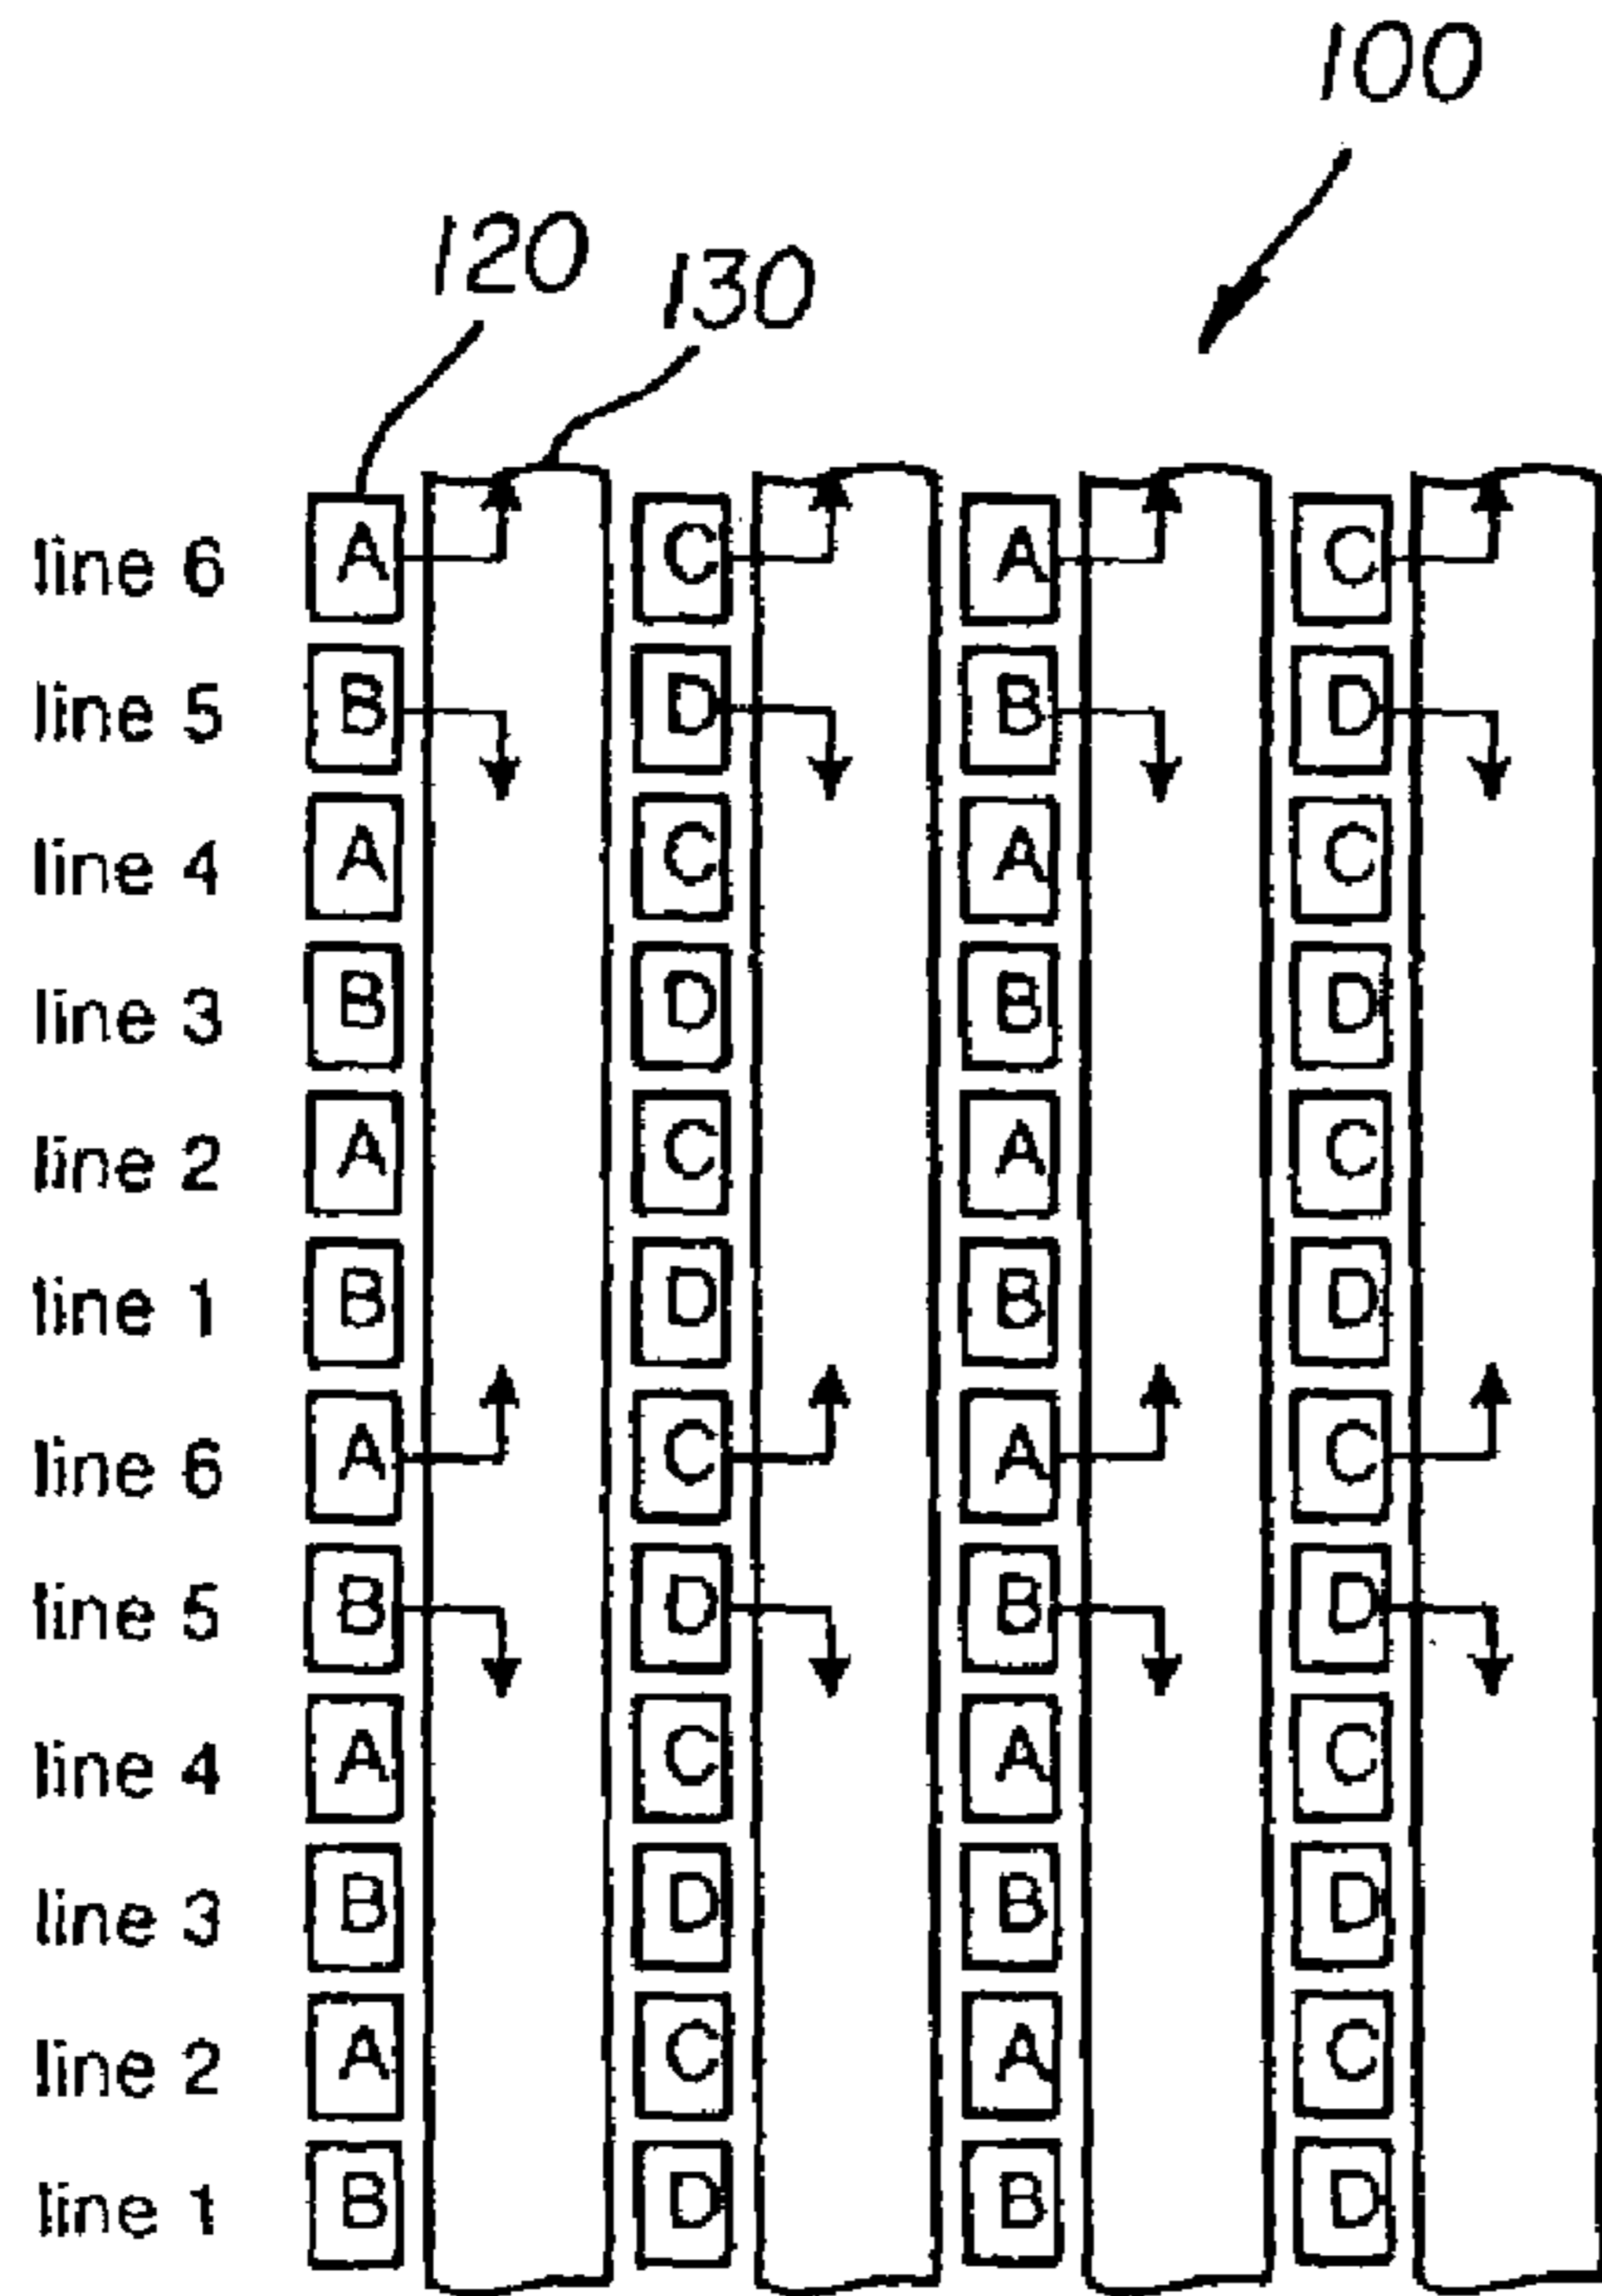 100
120
130
line 6 A C A C
line 5 B D B D
line 4 A C A C
line 3 B D B D
line 2 A C A C
line 1 B D B D
line 6 A C A C
line 5 B D B D
line 4 A C A C
line 3 B D B D
line 2 A C A C
line 1 B D B D